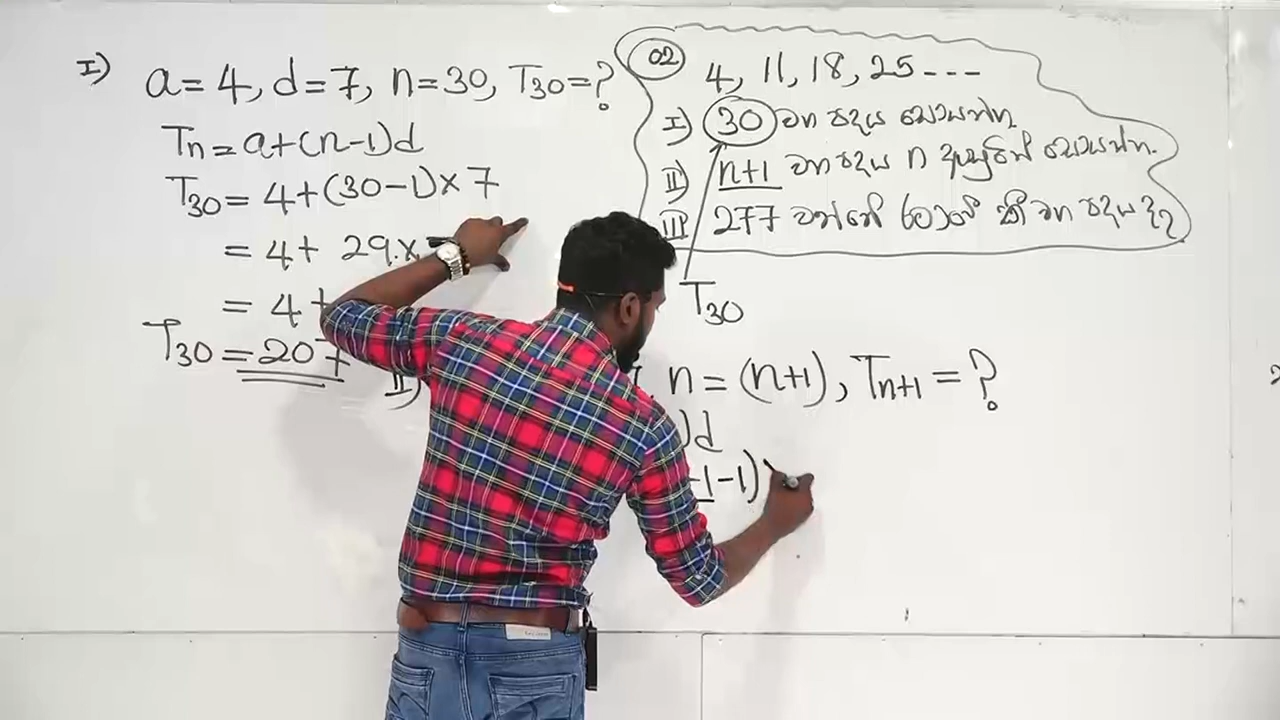 I) a = 4, d = 7, n = 30, T30 = ?
Tn = a + (n-1)d
T30 = 4 + (30-1) × 7
= 4 + 29 ×
= 4 +
T30 = 207
02 4, 11, 18, 25 - - -
I) 30 වන පදය සොයන්න.
II) n+1 වන පදය n ඇසුරින් සොයන්න.
III 277 වන්නේ මෙහි කී වන පදය ද?
T30
II) n = (n+1), Tn+1 = ?
)d
-1-1)